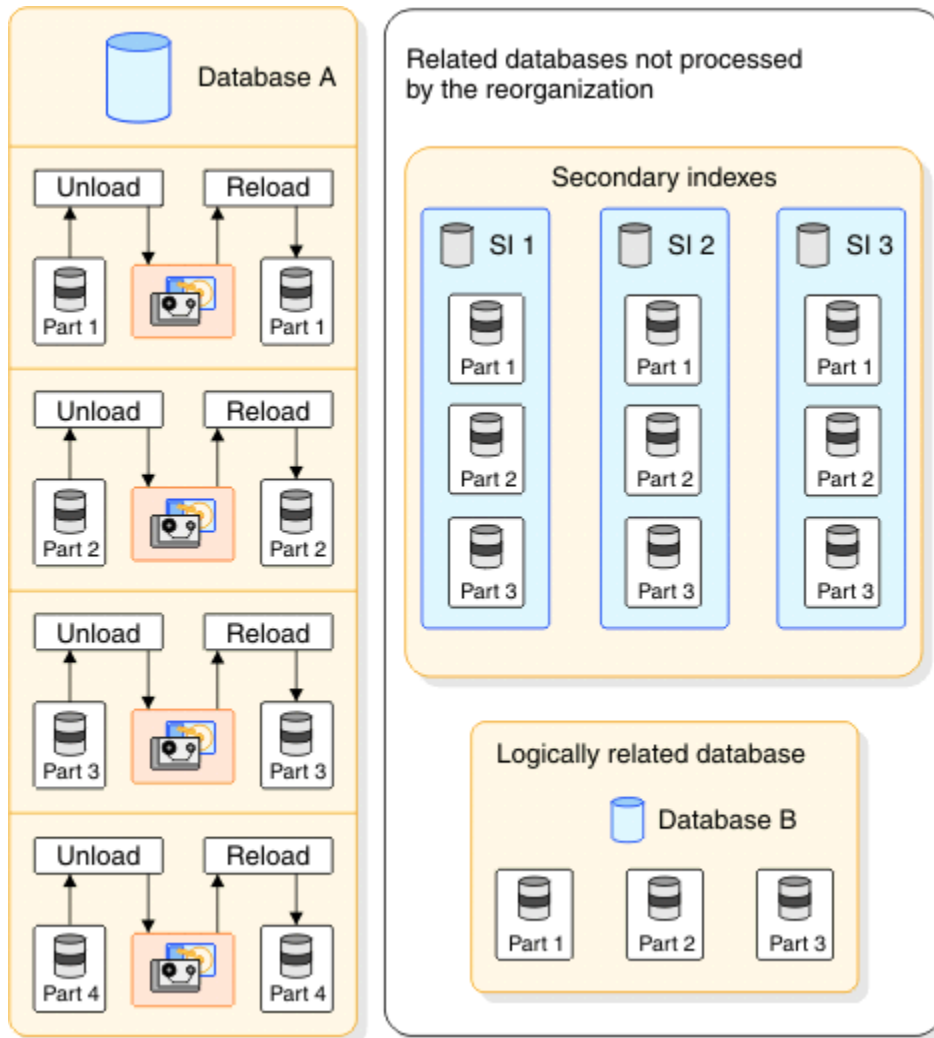 Database A
Unload
Reload
Part 1
Part 1
Unload
Reload
Part 2
Part 2
Unload
Reload
Part 3
Part 3
Unload
Reload
Part 4
Part 4
Related databases not processed
by the reorganization
Secondary indexes
SI 1
Part 1
Part 2
Part 3
SI 2
Part 1
Part 2
Part 3
SI 3
Part 1
Part 2
Part 3
Logically related database
Database B
Part 1
Part 2
Part 3